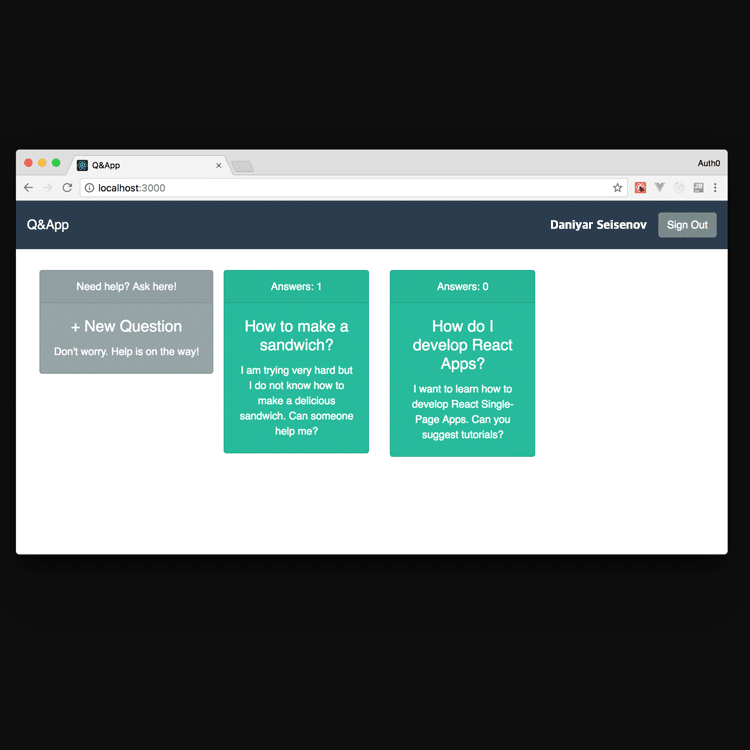 Q&App
Auth0
localhost:3000
Q&App
Daniyar Seisenov
Sign Out
Need help? Ask here!
+ New Question
Don't worry. Help is on the way!
Answers: 1
How to make a
sandwich?
I am trying very hard but
I do not know how to
make a delicious
sandwich. Can someone
help me?
Answers: 0
How do I
develop React
Apps?
I want to learn how to
develop React Single-
Page Apps. Can you
suggest tutorials?